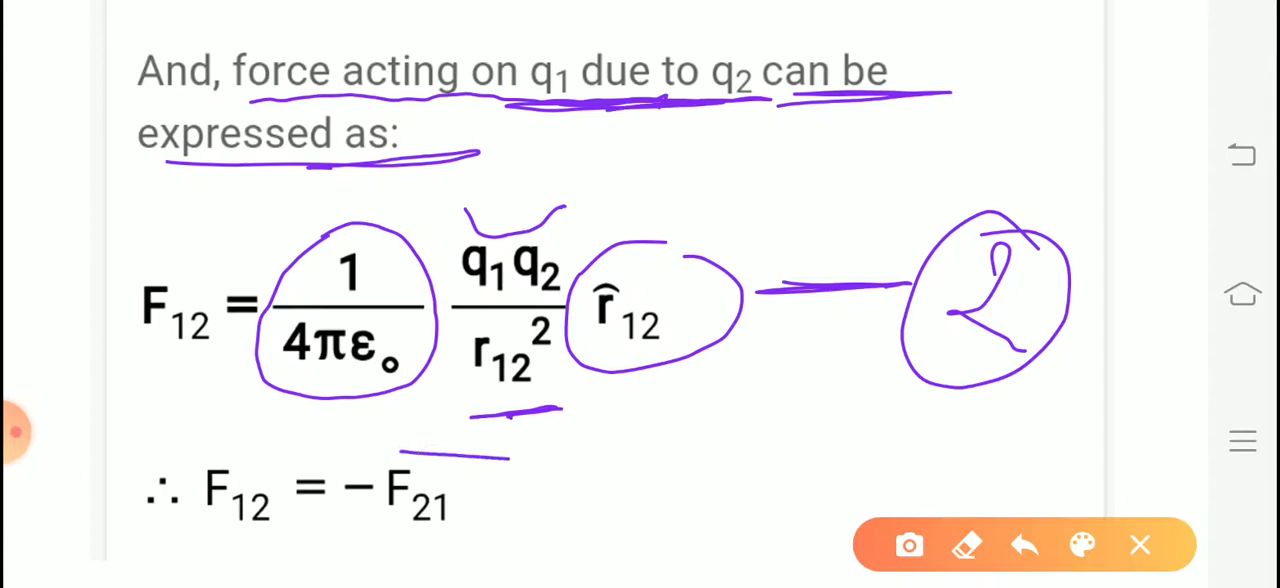 And, force acting on q₁ due to q₂ can be
expressed as:
F₁₂ = 1/4πε₀ q₁q₂/r₁₂² r̂₁₂ — 2
∴ F₁₂ = − F₂₁